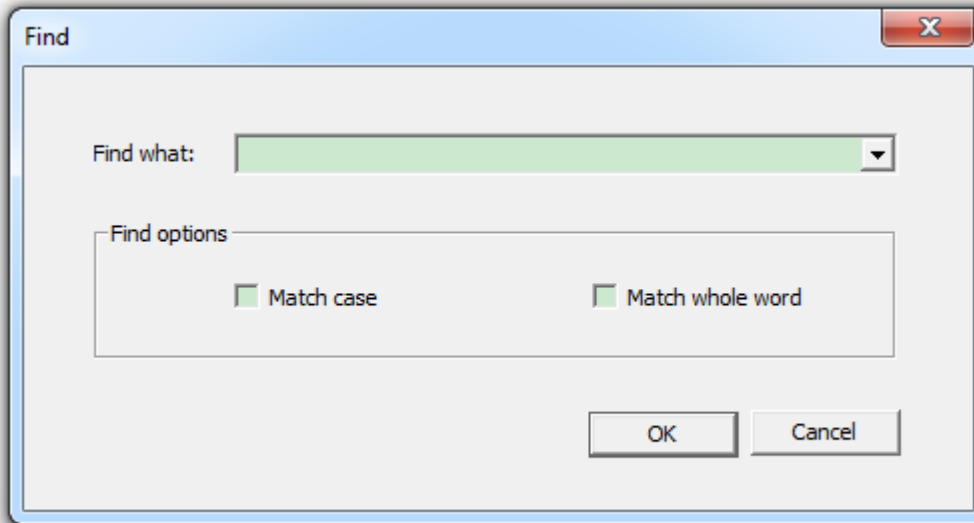 Find
Find what:
Find options
Match case
Match whole word
OK
Cancel